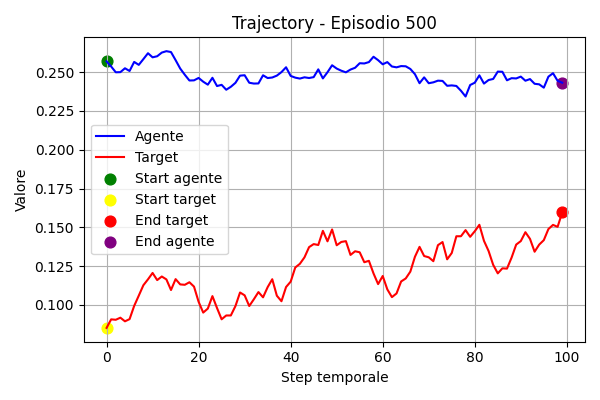 Trajectory - Episodio 500
Valore
0.250
0.225
0.200
0.175
0.150
0.125
0.100
Agente
Target
Start agente
Start target
End target
End agente
0 20 40 60 80 100
Step temporale